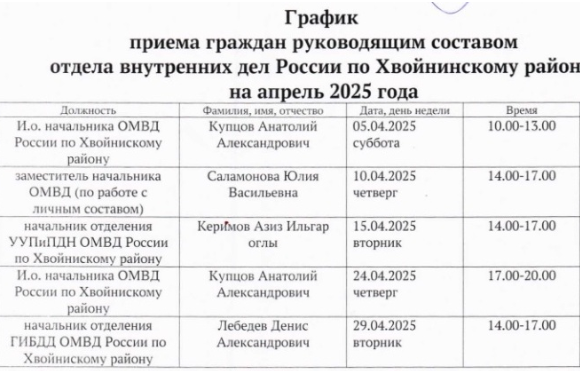 График
приема граждан руководящим составом
отдела внутренних дел России по Хвойнинскому район
на апрель 2025 года
Должность Фамилия, имя, отчество Дата, день недели Время
И.о. начальника ОМВД Купцов Анатолий 05.04.2025 10.00-13.00
России по Хвойнискому Александрович суббота
району
заместитель начальника Саламонова Юлия 10.04.2025 14.00-17.00
ОМВД (по работе с Васильевна четверг
личным составом)
начальник отделения Керимов Азиз Ильгар 15.04.2025 14.00-17.00
УУПиПДН ОМВД России оглы вторник
по Хвойнискому району
И.о. начальника ОМВД Купцов Анатолий 24.04.2025 17.00-20.00
России по Хвойнискому Александрович четверг
району
начальник отделения Лебедев Денис 29.04.2025 14.00-17.00
ГИБДД ОМВД России по Александрович вторник
Хвойнискому району